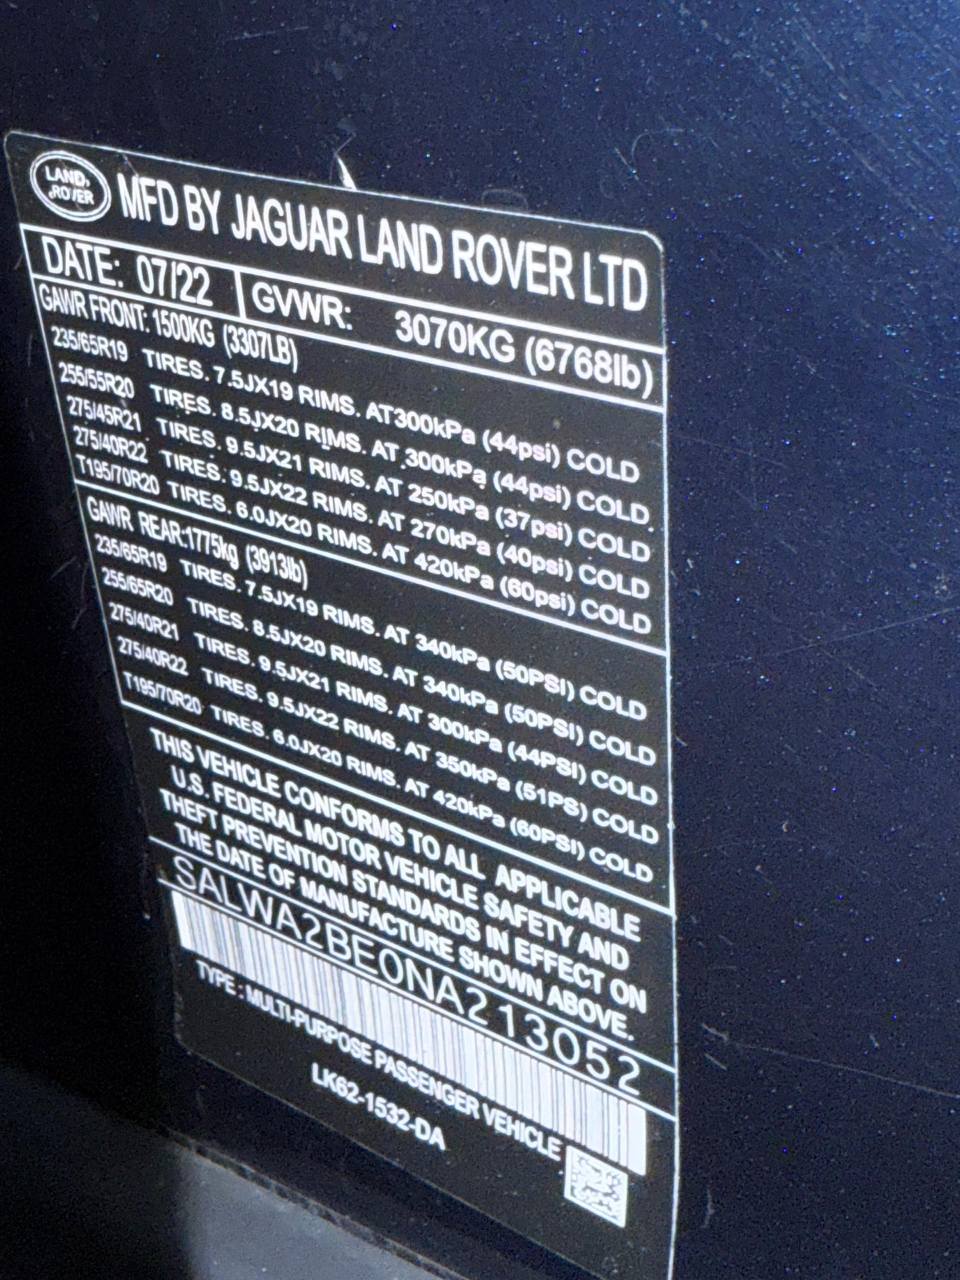 LAND ROVER
MFD BY JAGUAR LAND ROVER LTD
DATE: 07/22 GVWR: 3070KG (6768lb)
GAWR FRONT: 1500KG (3307LB)
235/65R19 TIRES. 7.5JX19 RIMS. AT300kPa (44psi) COLD
255/55R20 TIRES. 8.5JX20 RIMS. AT.300kPa (44psi) COLD.
275/45R21 TIRES. 9.5JX21 RIMS. AT 250kPa (37psi) COLD
275/40R22 TIRES. 9.5JX22 RIMS. AT 270kPa (40psi) COLD
T195/70R20 TIRES. 6.0JX20 RIMS. AT 420kPa (60psi) COLD
GAWR REAR:1775kg (3913lb)
235/65R19 TIRES. 7.5JX19 RIMS. AT 340kPa (50PSI) COLD
255/65R20 TIRES. 8.5JX20 RIMS. AT 340kPa (50PSI) COLD
275/40R21 TIRES. 9.5JX21 RIMS. AT 300kPa (44PSI) COLD
275/40R22 TIRES. 9.5JX22 RIMS. AT 350kPa (51PS) COLD
T195/70R20 TIRES. 6.0JX20 RIMS. AT 420kPa (60PSI) COLD
THIS VEHICLE CONFORMS TO ALL APPLICABLE
U.S. FEDERAL MOTOR VEHICLE SAFETY AND
THEFT PREVENTION STANDARDS IN EFFECT ON
THE DATE OF MANUFACTURE SHOWN ABOVE.
SALWA2BE0NA213052
TYPE : MULTI-PURPOSE PASSENGER VEHICLE
LK62-1532-DA